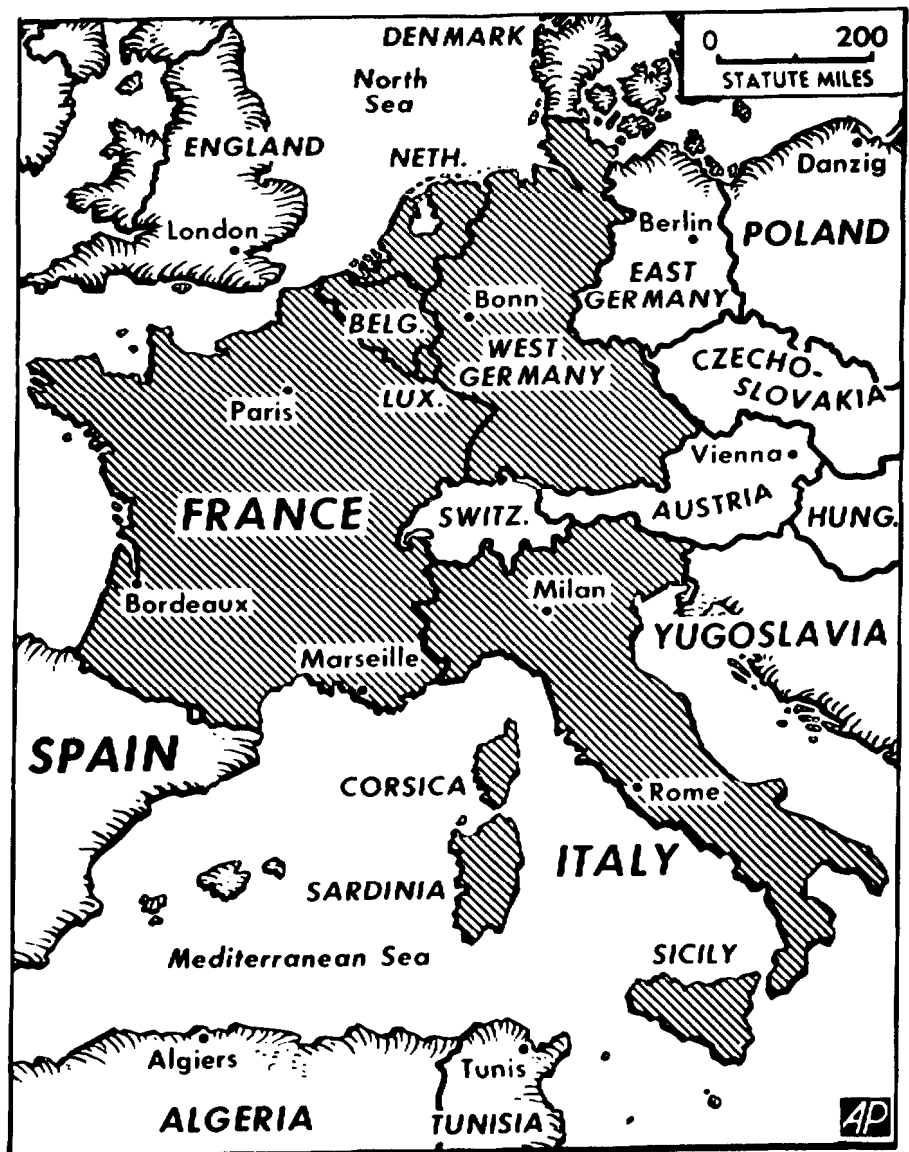 DENMARK
0 200
STATUTE MILES
North
Sea
ENGLAND
NETH.
Danzig
London
Berlin
POLAND
EAST
GERMANY
Bonn
BELG.
WEST
GERMANY
CZECHO-
SLOVAKIA
Paris
LUX.
Vienna
FRANCE
SWITZ.
AUSTRIA
HUNG.
Milan
Bordeaux
YUGOSLAVIA
Marseille
SPAIN
CORSICA
Rome
ITALY
SARDINIA
Mediterranean Sea
SICILY
Algiers
Tunis
ALGERIA
TUNISIA
AP